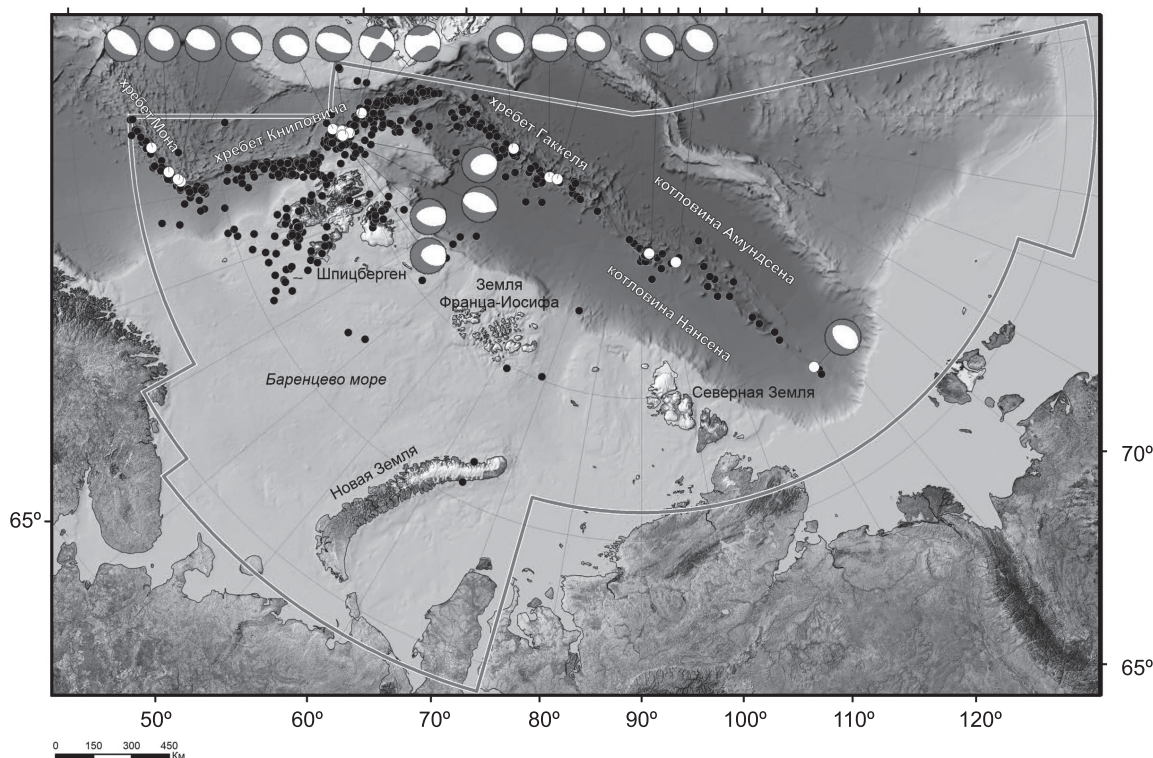 хребет Мона
хребет Книповича
хребет Гаккеля
котловина Амундсена
котловина Нансена
Шпицберген
Земля
Франца-Иосифа
Баренцево море
Северная Земля
Новая Земля
70º
65º
65º
50º 60º 70º 80º 90º 100º 110º 120º
0 150 300 450
Км